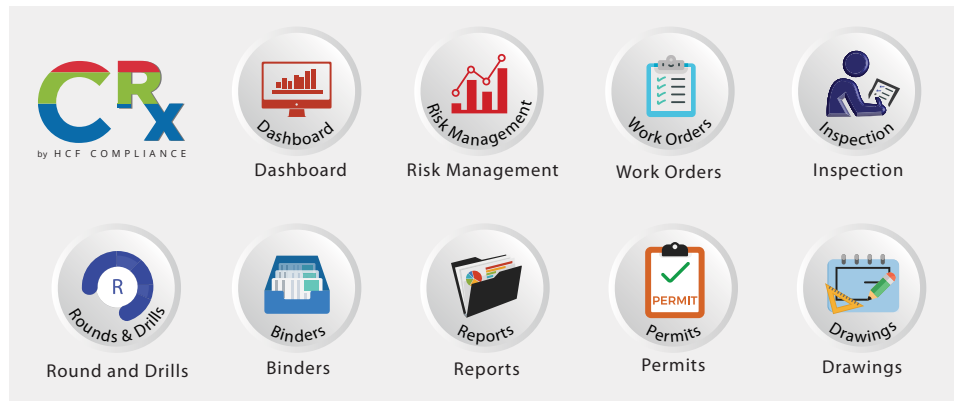 CRx
by HCF COMPLIANCE
Dashboard
Dashboard
Risk Management
Risk Management
Work Orders
Work Orders
Inspection
Inspection
R
Rounds & Drills
Round and Drills
Binders
Binders
Reports
Reports
PERMIT
Permits
Permits
Drawings
Drawings